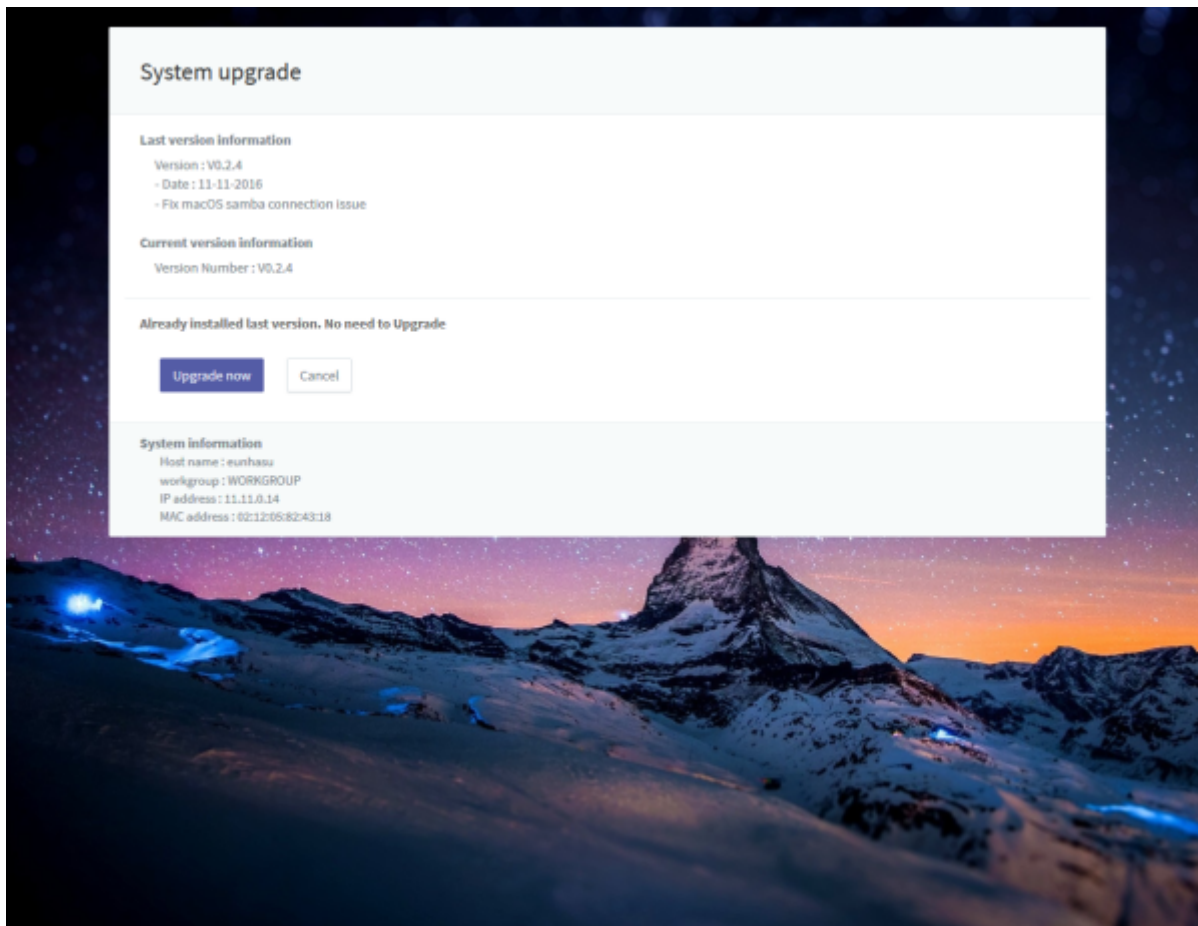 System upgrade
Last version information
Version : V0.2.4
- Date : 11-11-2016
- Fix macOS samba connection issue
Current version information
Version Number : V0.2.4
Already installed last version. No need to Upgrade
Upgrade now
Cancel
System information
Host name : eunhasu
workgroup : WORKGROUP
IP address : 11.11.0.14
MAC address : 02:12:05:82:43:18